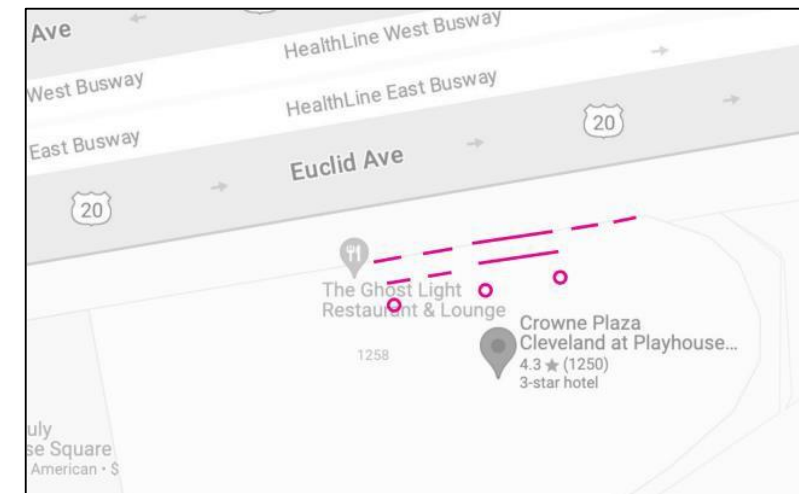 Ave
HealthLine West Busway
West Busway
HealthLine East Busway
East Busway
Euclid Ave
20
20
The Ghost Light
Restaurant & Lounge
Crowne Plaza
Cleveland at Playhouse...
4.3 ★ (1250)
3-star hotel
1258
uly
se Square
American • $